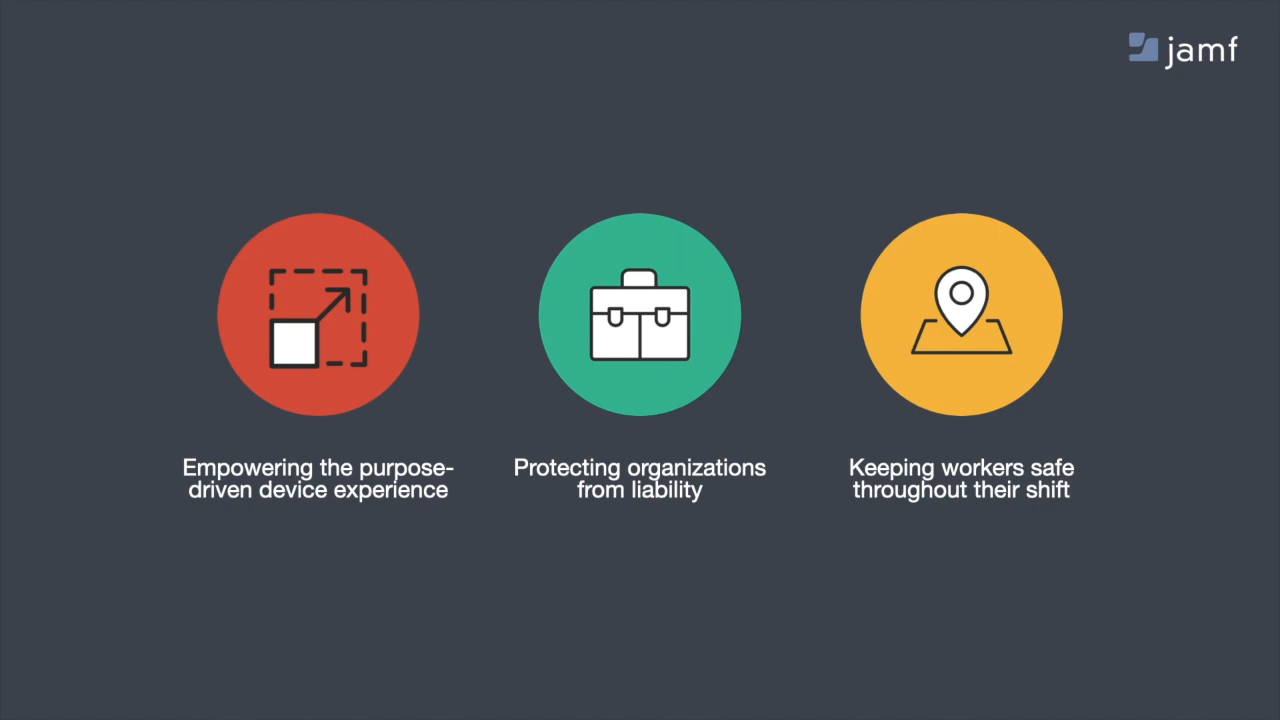 jamf
Empowering the purpose-
driven device experience
Protecting organizations
from liability
Keeping workers safe
throughout their shift